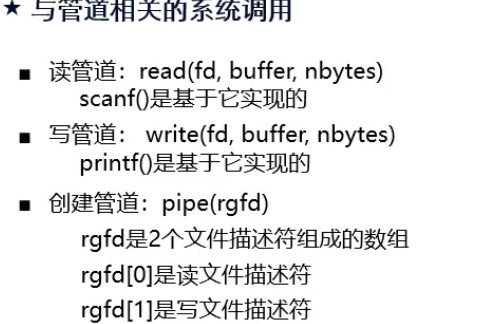 ★ 与管道相关的系统调用
■ 读管道：read(fd, buffer, nbytes)
scanf()是基于它实现的
■ 写管道： write(fd, buffer, nbytes)
printf()是基于它实现的
■ 创建管道：pipe(rgfd)
rgfd是2个文件描述符组成的数组
rgfd[0]是读文件描述符
rgfd[1]是写文件描述符